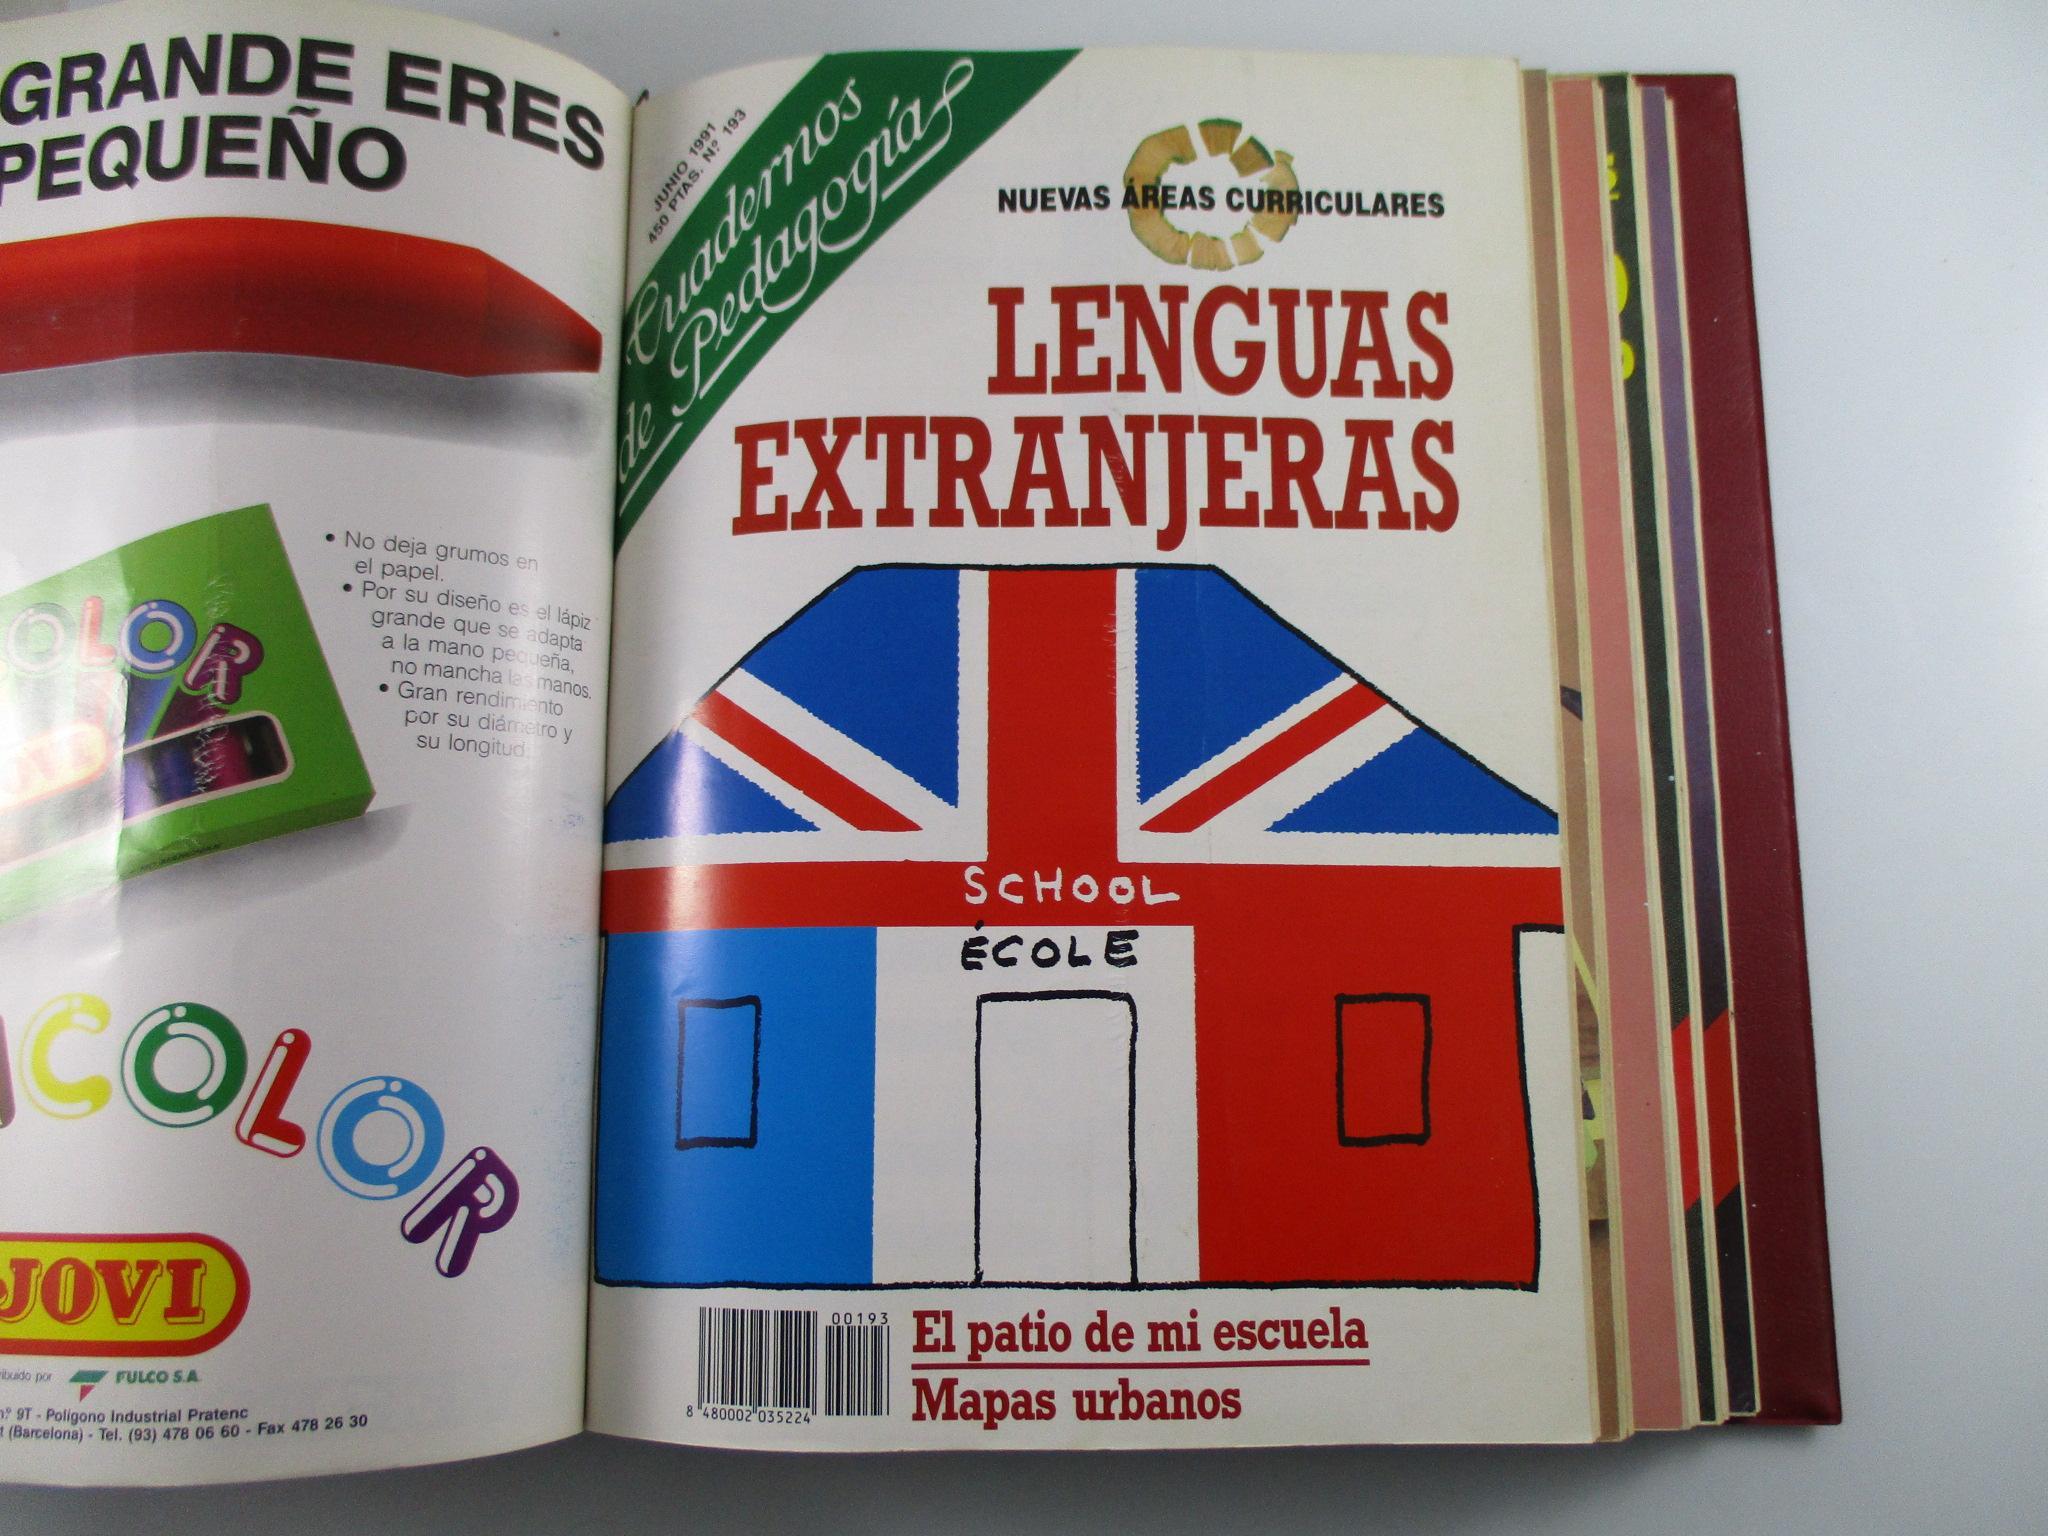 GRANDE ERES
PEQUEÑO
• No deja grumos en
el papel.
• Por su diseño es el lápiz
grande que se adapta
a la mano pequeña,
no mancha las manos.
• Gran rendimiento
por su diámetro y
su longitud.
OLOR
JOVI
COLOR
JOVI
FULCO S.A.
nº 9T - Polígono Industrial Pratenc
(Barcelona) - Tel. (93) 478 06 60 - Fax 478 26 30
JUNIO 1991
450 PTAS. N.º 193
Cuadernos
de Pedagogía
NUEVAS ÁREAS CURRICULARES
LENGUAS
EXTRANJERAS
SCHOOL
ÉCOLE
00193
8 480002 035224
El patio de mi escuela
Mapas urbanos